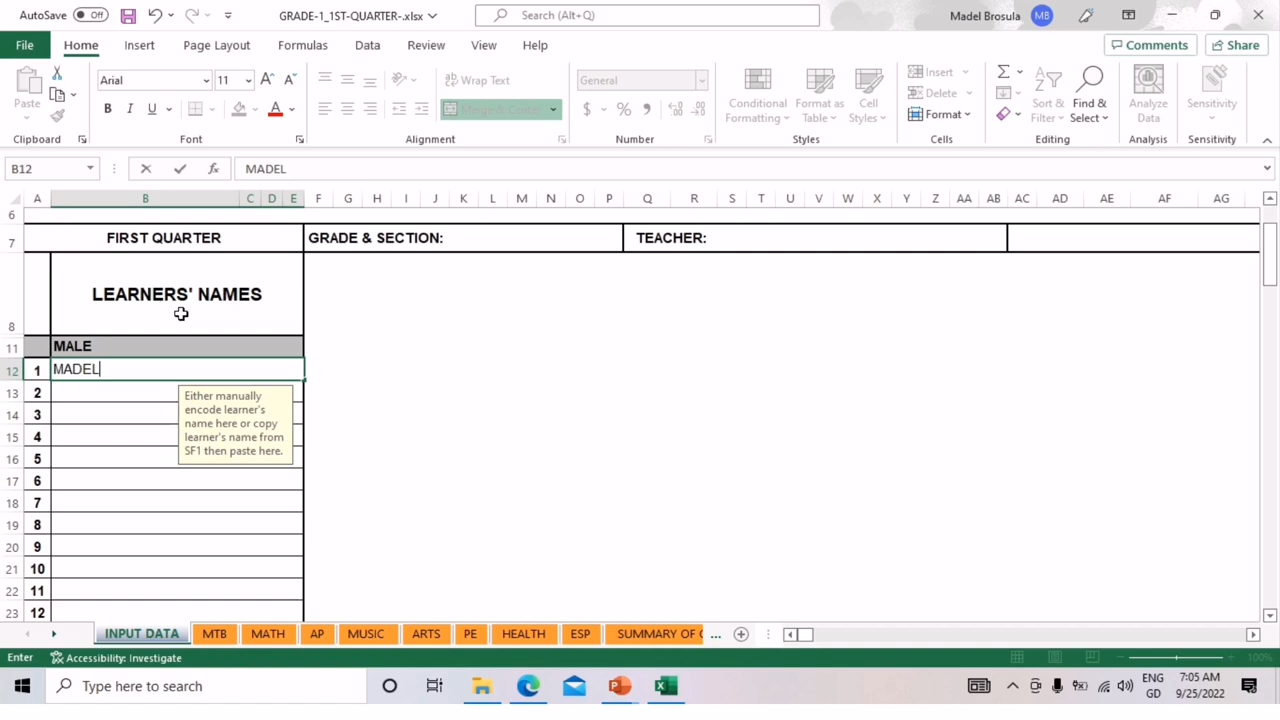 AutoSave Off GRADE-1_1ST-QUARTER-.xlsx Search (Alt+Q) Madel Brosula MB
File Home Insert Page Layout Formulas Data Review View Help Comments Share
Paste Arial 11 Wrap Text General Conditional Formatting Format as Table Cell Styles Insert Sort & Filter Find & Select Analyze Data Sensitivity
Merge & Center Delete
Format
Clipboard Font Alignment Number Styles Cells Editing Analysis Sensitivity
B12 fx MADEL
A B C D E F G H I J K L M N O P Q R S T U V W X Y Z AA AB AC AD AE AF AG
6
7 FIRST QUARTER GRADE & SECTION: TEACHER:
8 LEARNERS' NAMES
11 MALE
12 1 MADEL
13 2
14 3
15 4
16 5
17 6
18 7
19 8
20 9
21 10
22 11
23 12
Either manually
encode learner's
name here or copy
learner's name from
SF1 then paste here.
INPUT DATA MTB MATH AP MUSIC ARTS PE HEALTH ESP SUMMARY OF ...
Enter Accessibility: Investigate 100%
Type here to search ENG 7:05 AM
GD 9/25/2022